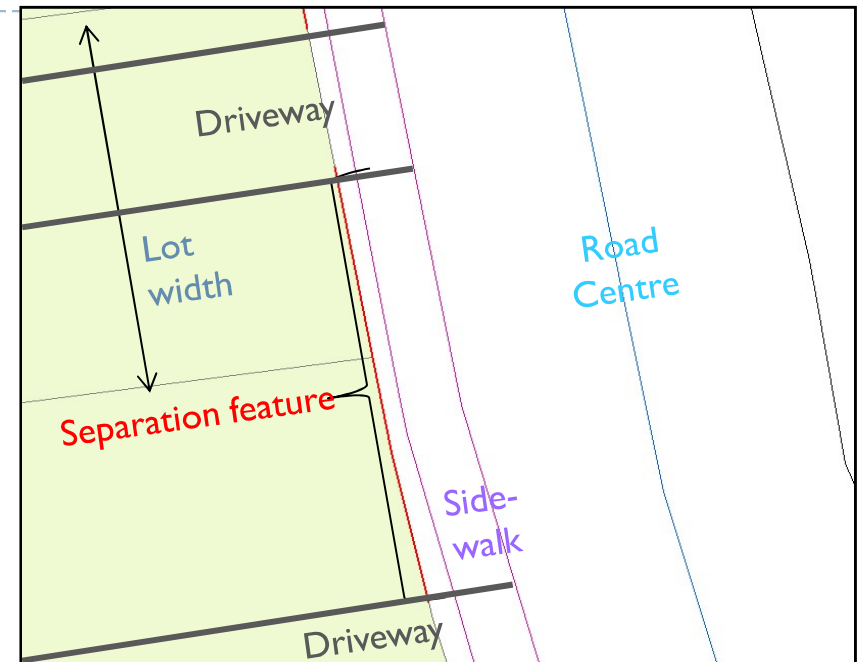 Driveway
Lot
width
Road
Centre
Separation feature
Side-
walk
Driveway